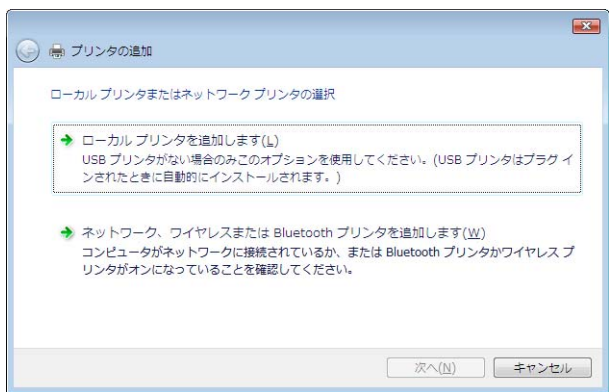 プリンタの追加
ローカル プリンタまたはネットワーク プリンタの選択
ローカル プリンタを追加します(L)
USB プリンタがない場合のみこのオプションを使用してください。(USB プリンタはプラグ イ
ンされたときに自動的にインストールされます。)
ネットワーク、ワイヤレスまたは Bluetooth プリンタを追加します(W)
コンピュータがネットワークに接続されているか、または Bluetooth プリンタかワイヤレス プ
リンタがオンになっていることを確認してください。
次へ(N) キャンセル